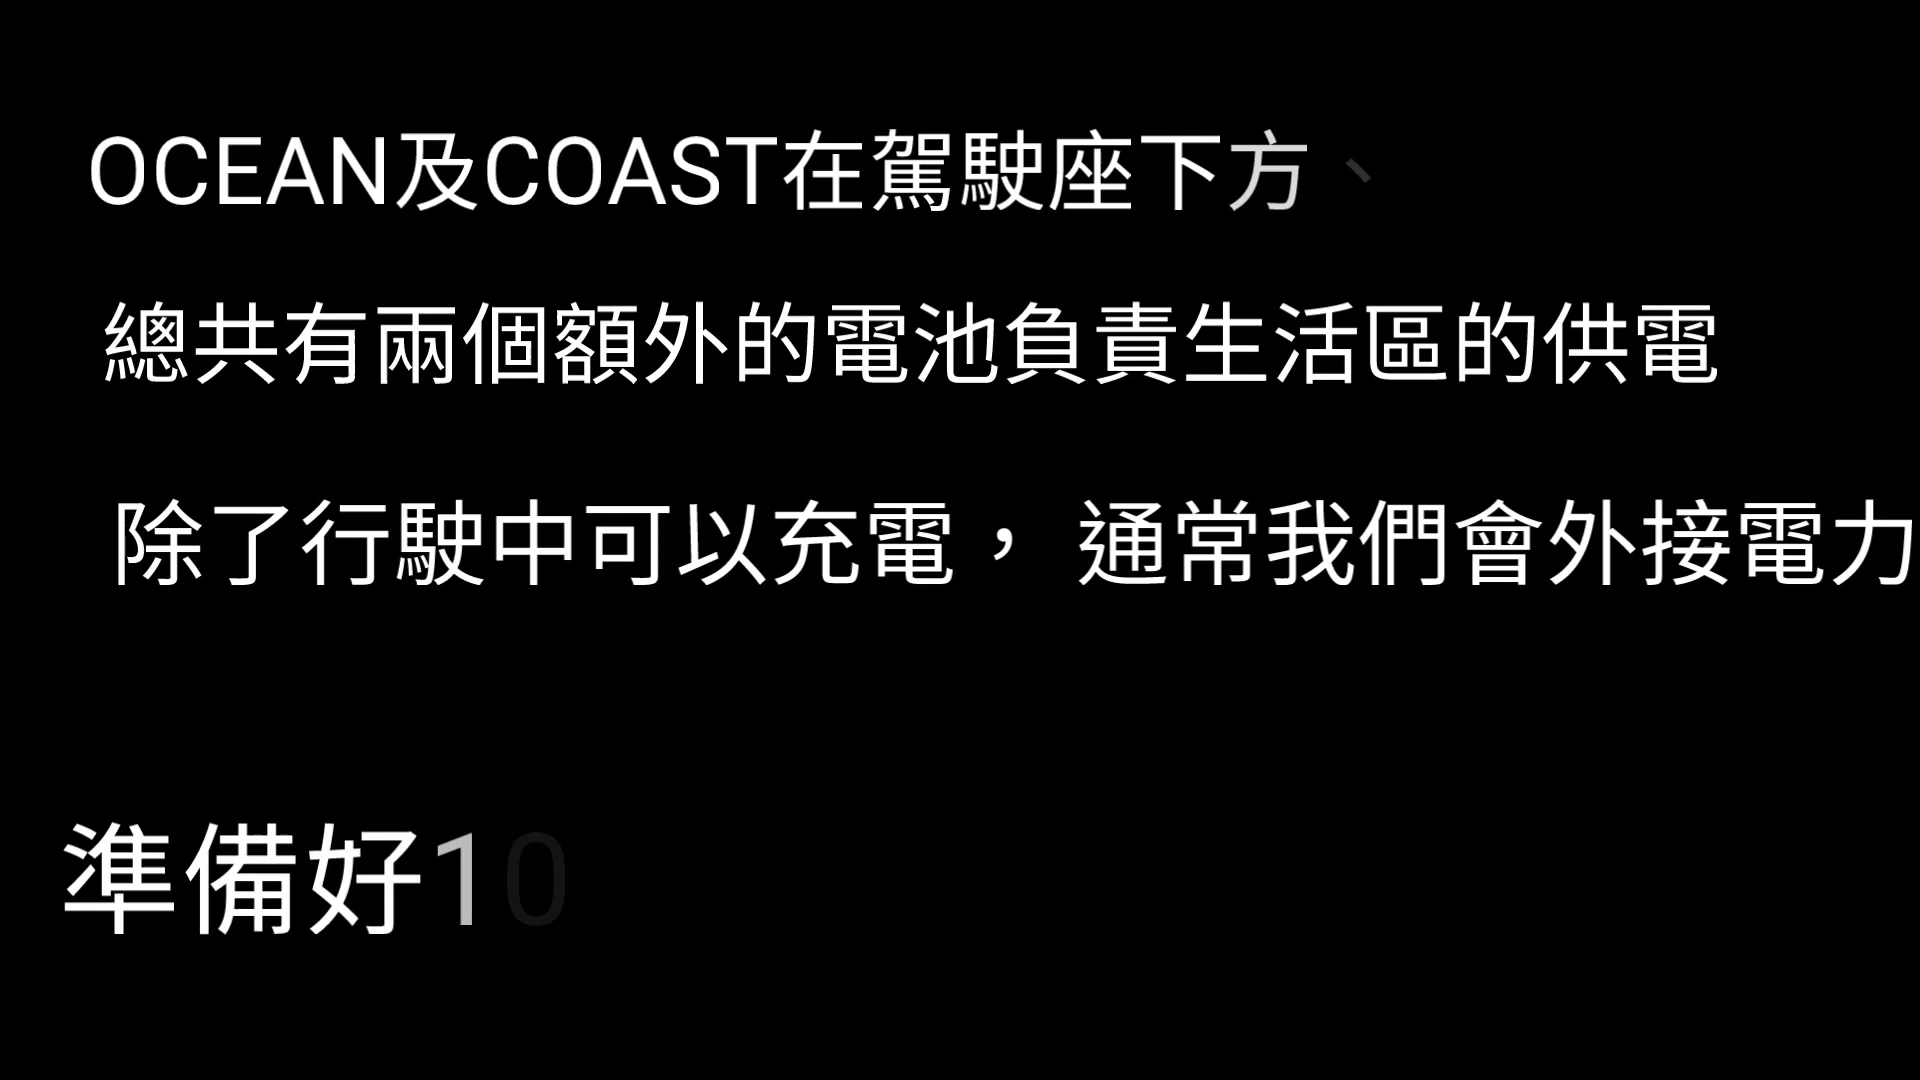 OCEAN及COAST在駕駛座下方、
總共有兩個額外的電池負責生活區的供電
除了行駛中可以充電， 通常我們會外接電力
準備好10